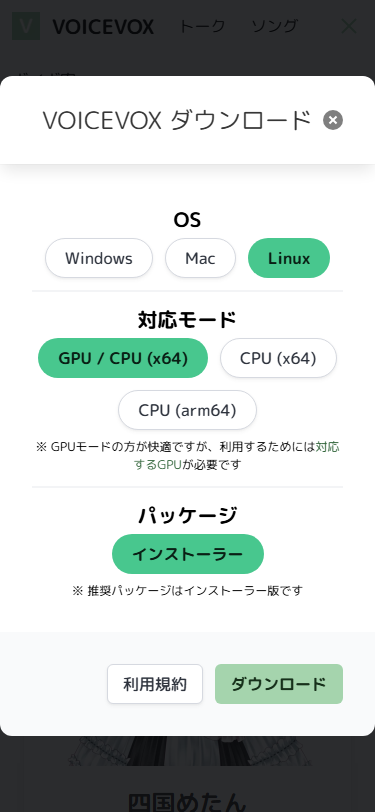 V VOICEVOX トーク ソング
VOICEVOX ダウンロード
OS
Windows Mac Linux
対応モード
GPU / CPU (x64) CPU (x64)
CPU (arm64)
※ GPUモードの方が快適ですが、利用するためには対応
するGPUが必要です
パッケージ
インストーラー
※ 推奨パッケージはインストーラー版です
利用規約 ダウンロード
四国めたん